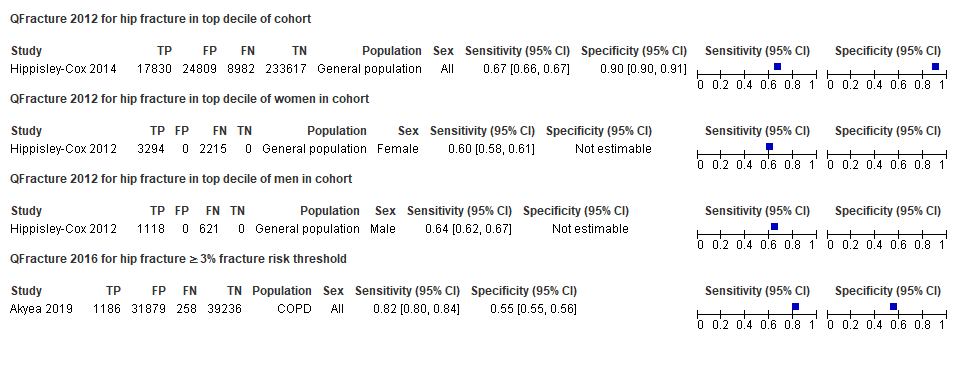 QFracture 2012 for hip fracture in top decile of cohort
Study TP FP FN TN Population Sex Sensitivity (95% CI) Specificity (95% CI) Sensitivity (95% CI) Specificity (95% CI)
Hippisley-Cox 2014 17830 24809 8982 233617 General population All 0.67 [0.66, 0.67] 0.90 [0.90, 0.91]
0 0.2 0.4 0.6 0.8 1 0 0.2 0.4 0.6 0.8 1
QFracture 2012 for hip fracture in top decile of women in cohort
Study TP FP FN TN Population Sex Sensitivity (95% CI) Specificity (95% CI) Sensitivity (95% CI) Specificity (95% CI)
Hippisley-Cox 2012 3294 0 2215 0 General population Female 0.60 [0.58, 0.61] Not estimable
0 0.2 0.4 0.6 0.8 1 0 0.2 0.4 0.6 0.8 1
QFracture 2012 for hip fracture in top decile of men in cohort
Study TP FP FN TN Population Sex Sensitivity (95% CI) Specificity (95% CI) Sensitivity (95% CI) Specificity (95% CI)
Hippisley-Cox 2012 1118 0 621 0 General population Male 0.64 [0.62, 0.67] Not estimable
0 0.2 0.4 0.6 0.8 1 0 0.2 0.4 0.6 0.8 1
QFracture 2016 for hip fracture ≥ 3% fracture risk threshold
Study TP FP FN TN Population Sex Sensitivity (95% CI) Specificity (95% CI) Sensitivity (95% CI) Specificity (95% CI)
Akyea 2019 1186 31879 258 39236 COPD All 0.82 [0.80, 0.84] 0.55 [0.55, 0.56]
0 0.2 0.4 0.6 0.8 1 0 0.2 0.4 0.6 0.8 1